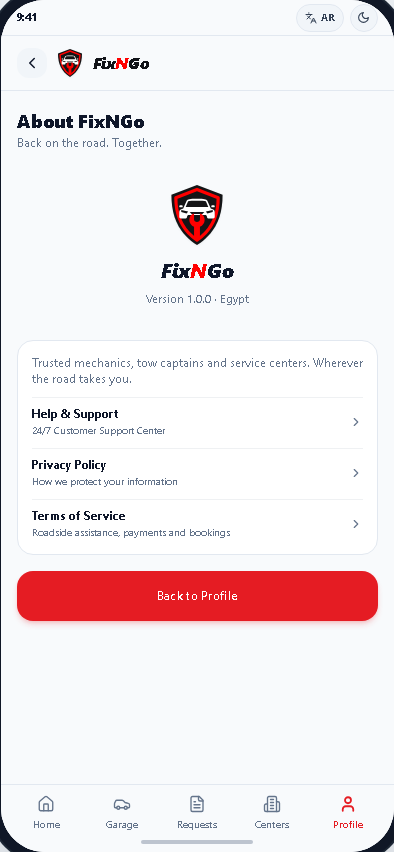 9:41
AR
FixNGo
About FixNGo
Back on the road. Together.
FixNGo
Version 1.0.0 · Egypt
Trusted mechanics, tow captains and service centers. Wherever
the road takes you.
Help & Support
24/7 Customer Support Center
Privacy Policy
How we protect your information
Terms of Service
Roadside assistance, payments and bookings
Back to Profile
Home
Garage
Requests
Centers
Profile